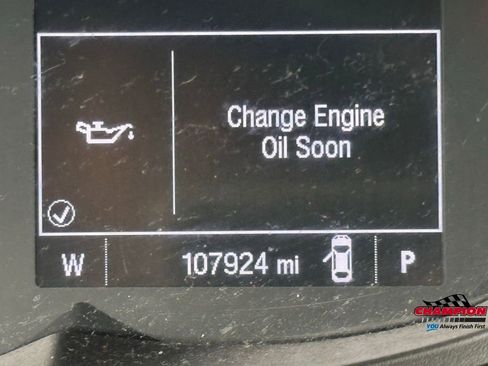 Change Engine
Oil Soon
W 107924 mi P
CHAMPION
YOU Always Finish First